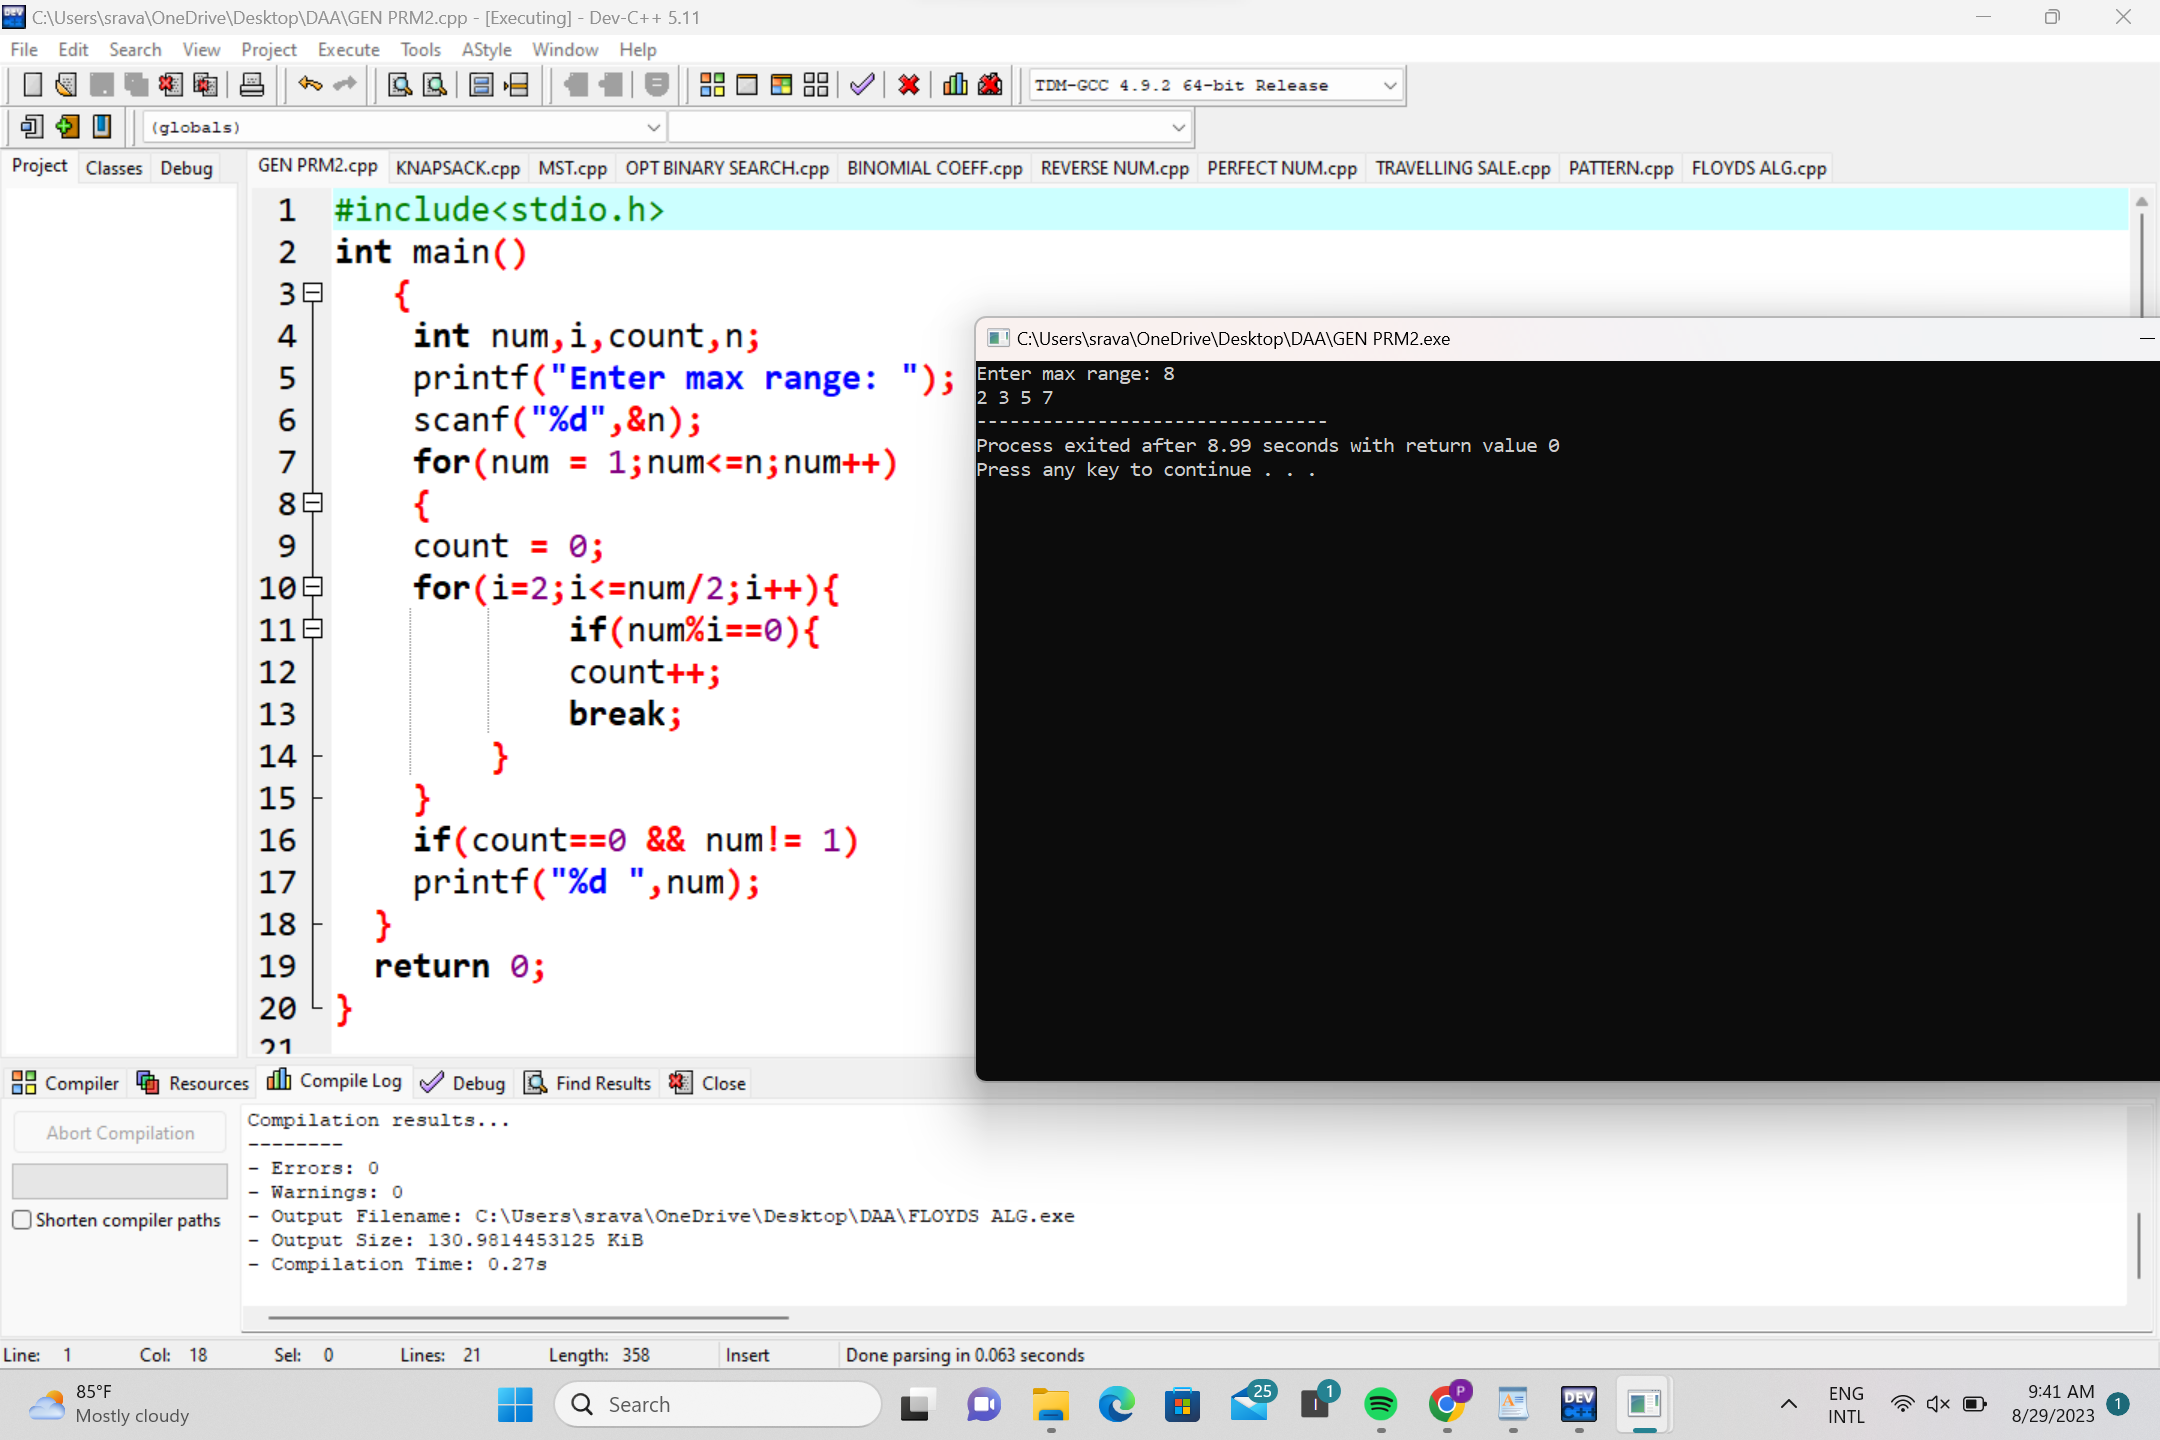 C:\Users\srava\OneDrive\Desktop\DAA\GEN PRM2.cpp - [Executing] - Dev-C++ 5.11
File Edit Search View Project Execute Tools AStyle Window Help
TDM-GCC 4.9.2 64-bit Release
(globals)
Project Classes Debug
GEN PRM2.cpp KNAPSACK.cpp MST.cpp OPT BINARY SEARCH.cpp BINOMIAL COEFF.cpp REVERSE NUM.cpp PERFECT NUM.cpp TRAVELLING SALE.cpp PATTERN.cpp FLOYDS ALG.cpp
1 #include<stdio.h>
2 int main()
3 {
4 int num,i,count,n;
5 printf("Enter max range: ");
6 scanf("%d",&n);
7 for(num = 1;num<=n;num++)
8 {
9 count = 0;
10 for(i=2;i<=num/2;i++){
11 if(num%i==0){
12 count++;
13 break;
14 }
15 }
16 if(count==0 && num!= 1)
17 printf("%d ",num);
18 }
19 return 0;
20 }
21
C:\Users\srava\OneDrive\Desktop\DAA\GEN PRM2.exe
Enter max range: 8
2 3 5 7
--------------------------------
Process exited after 8.99 seconds with return value 0
Press any key to continue . . .
Compiler Resources Compile Log Debug Find Results Close
Abort Compilation
Shorten compiler paths
Compilation results...
--------
- Errors: 0
- Warnings: 0
- Output Filename: C:\Users\srava\OneDrive\Desktop\DAA\FLOYDS ALG.exe
- Output Size: 130.9814453125 KiB
- Compilation Time: 0.27s
Line: 1 Col: 18 Sel: 0 Lines: 21 Length: 358 Insert Done parsing in 0.063 seconds
85°F
Mostly cloudy
Search
25
1
P
DEV
C++
ENG
INTL
9:41 AM
8/29/2023
1